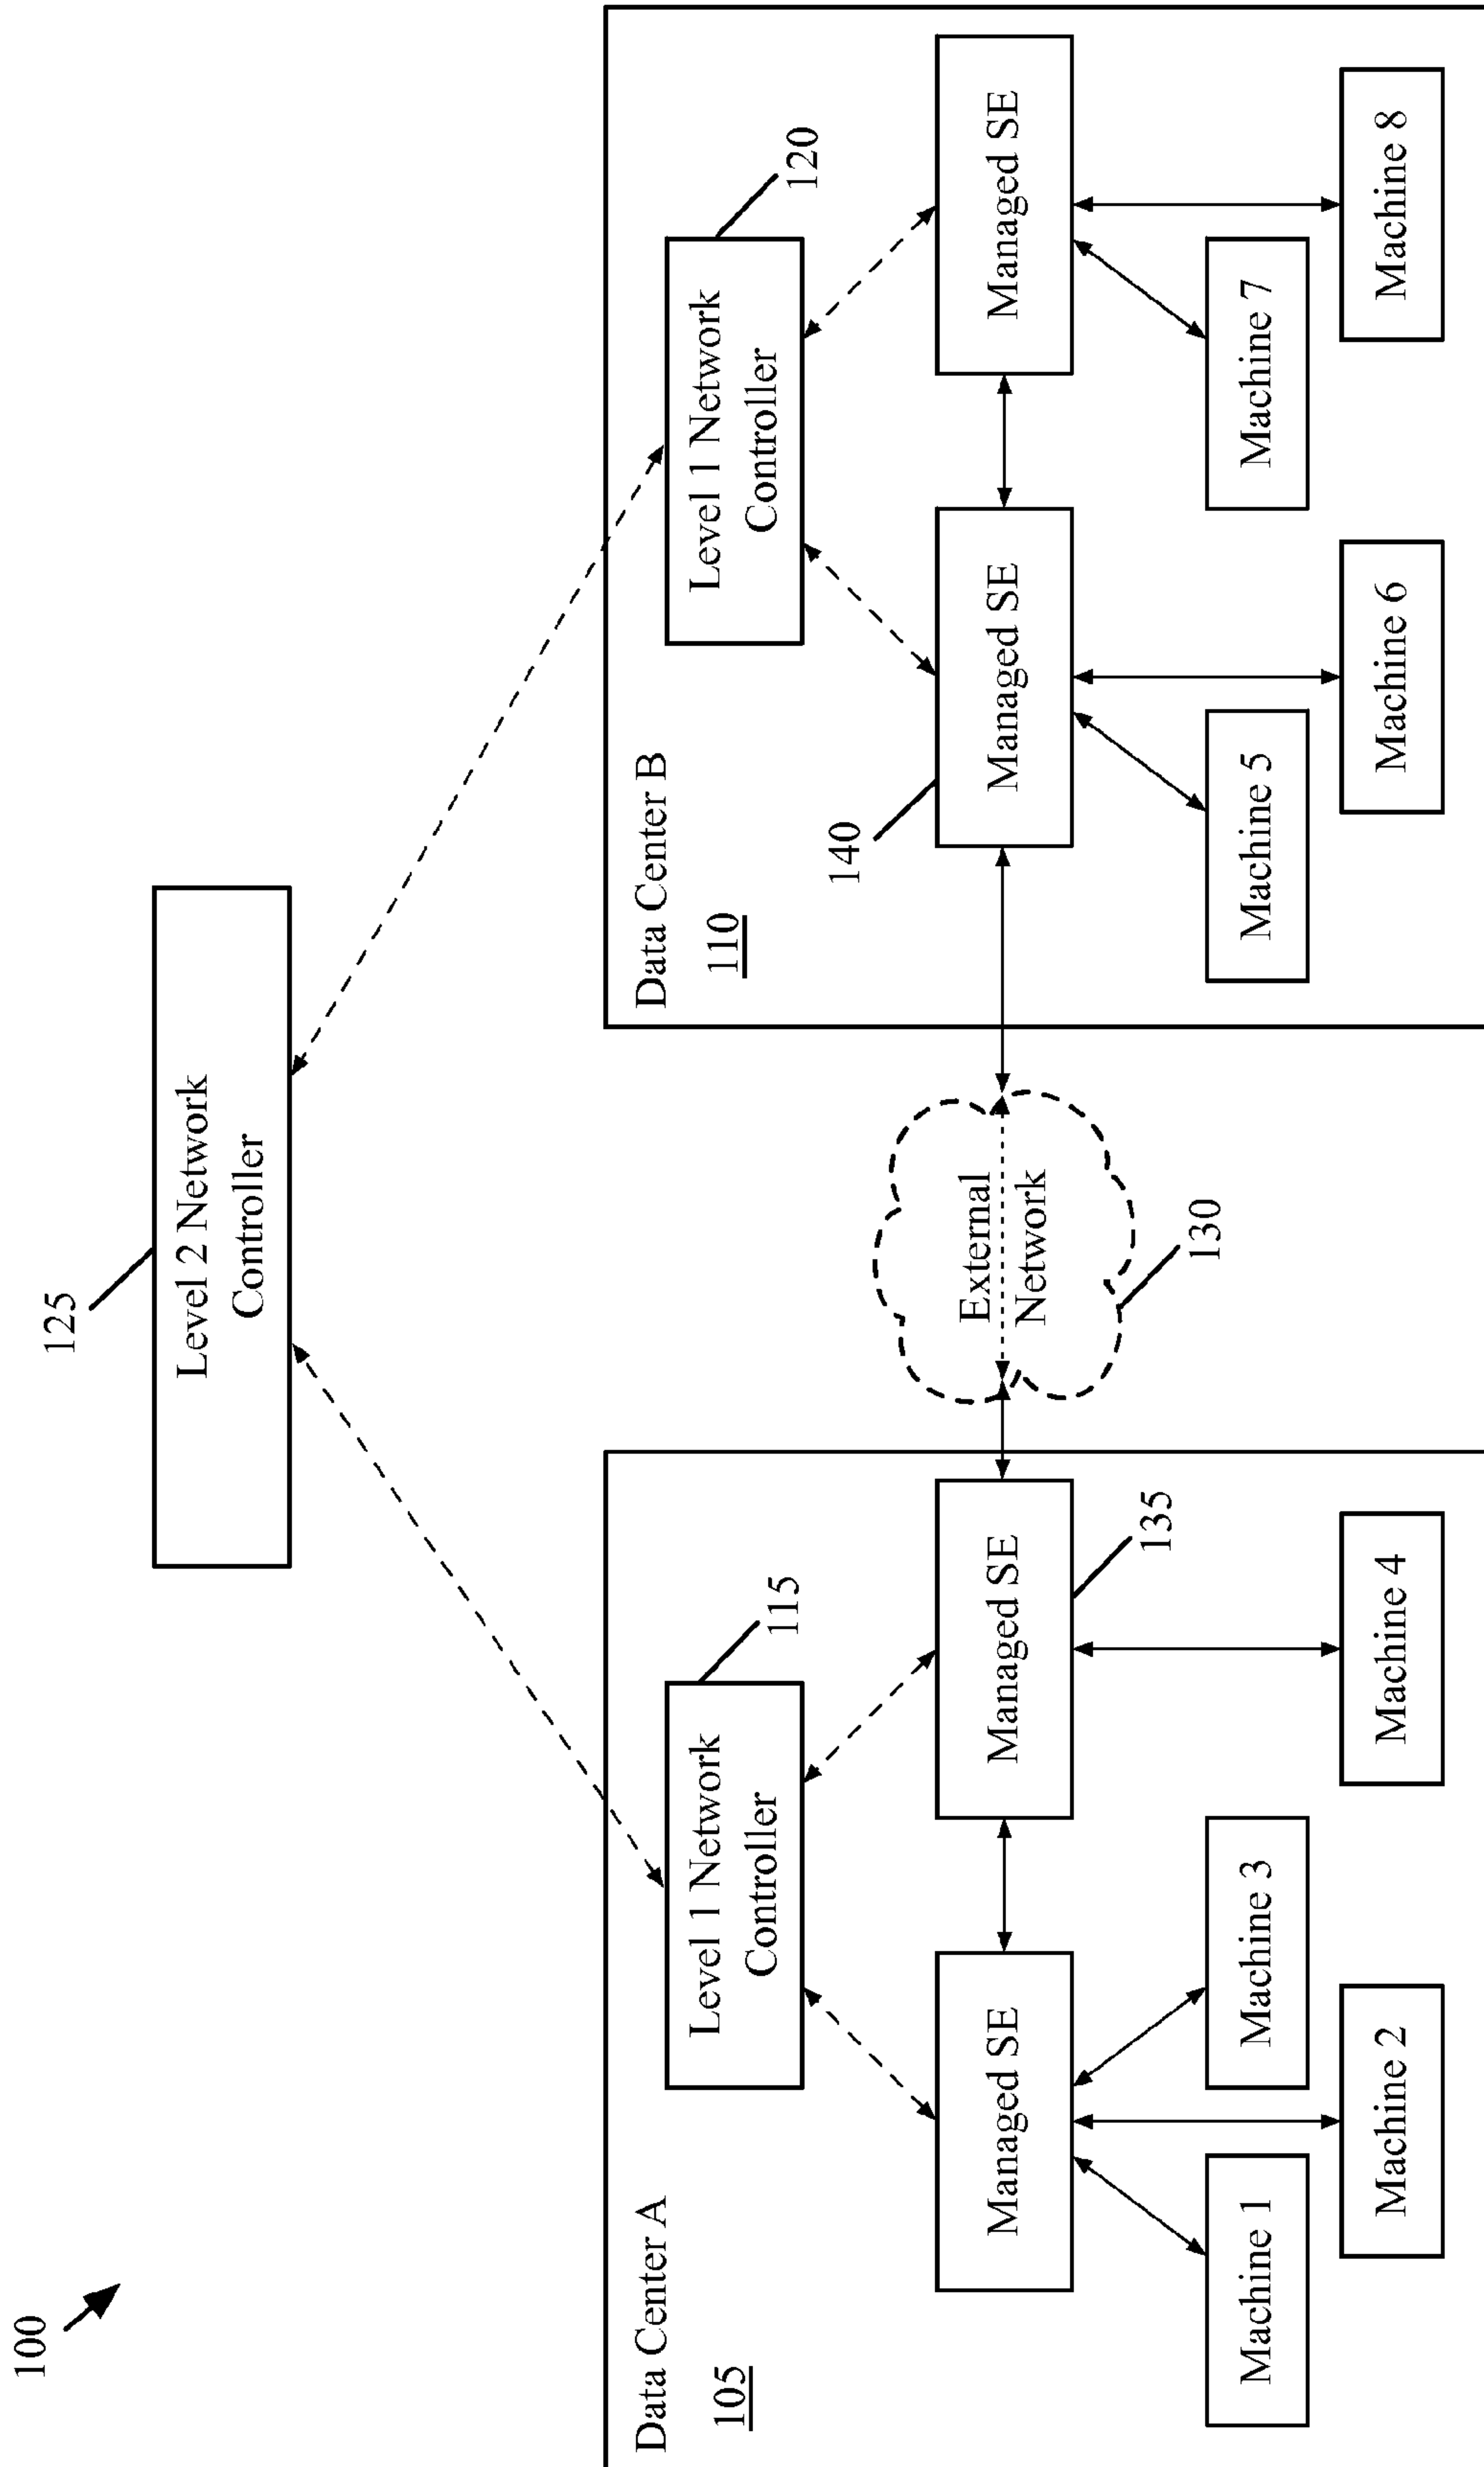 100
125
Level 2 Network
Controller
Data Center A
105
115
Level 1 Network
Controller
Managed SE
Managed SE
135
Machine 1
Machine 2
Machine 3
Machine 4
External
Network
130
Data Center B
110
120
Level 1 Network
Controller
140
Managed SE
Managed SE
Machine 5
Machine 6
Machine 7
Machine 8